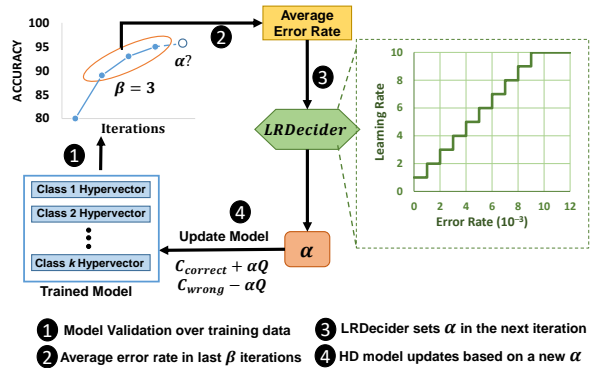 100
95
90
85
80
ACCURACY
α?
β = 3
Iterations
2
Average
Error Rate
3
LRDecider
10
8
6
4
2
0
Learning Rate
0 2 4 6 8 10 12
Error Rate (10⁻³)
1
Class 1 Hypervector
Class 2 Hypervector
Class k Hypervector
Trained Model
4
Update Model
C_correct + αQ
C_wrong − αQ
α
1 Model Validation over training data
2 Average error rate in last β iterations
3 LRDecider sets α in the next iteration
4 HD model updates based on a new α